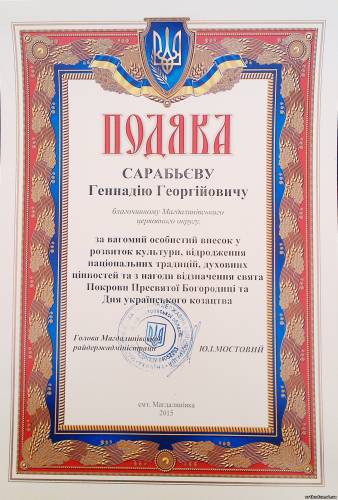 ПОДЯКА
САРАБЬЄВУ
Геннадію Георгійовичу
благочинному Магдалинівського
церковного округу,
за вагомий особистий внесок у
розвиток культури, відродження
національних традицій, духовних
цінностей та з нагоди відзначення свята
Покрови Пресвятої Богородиці та
Дня українського козацтва
Голова Магдалинівської
райдержадміністрації
Ю.І.МОСТОВИЙ
смт. Магдалинівка
2015